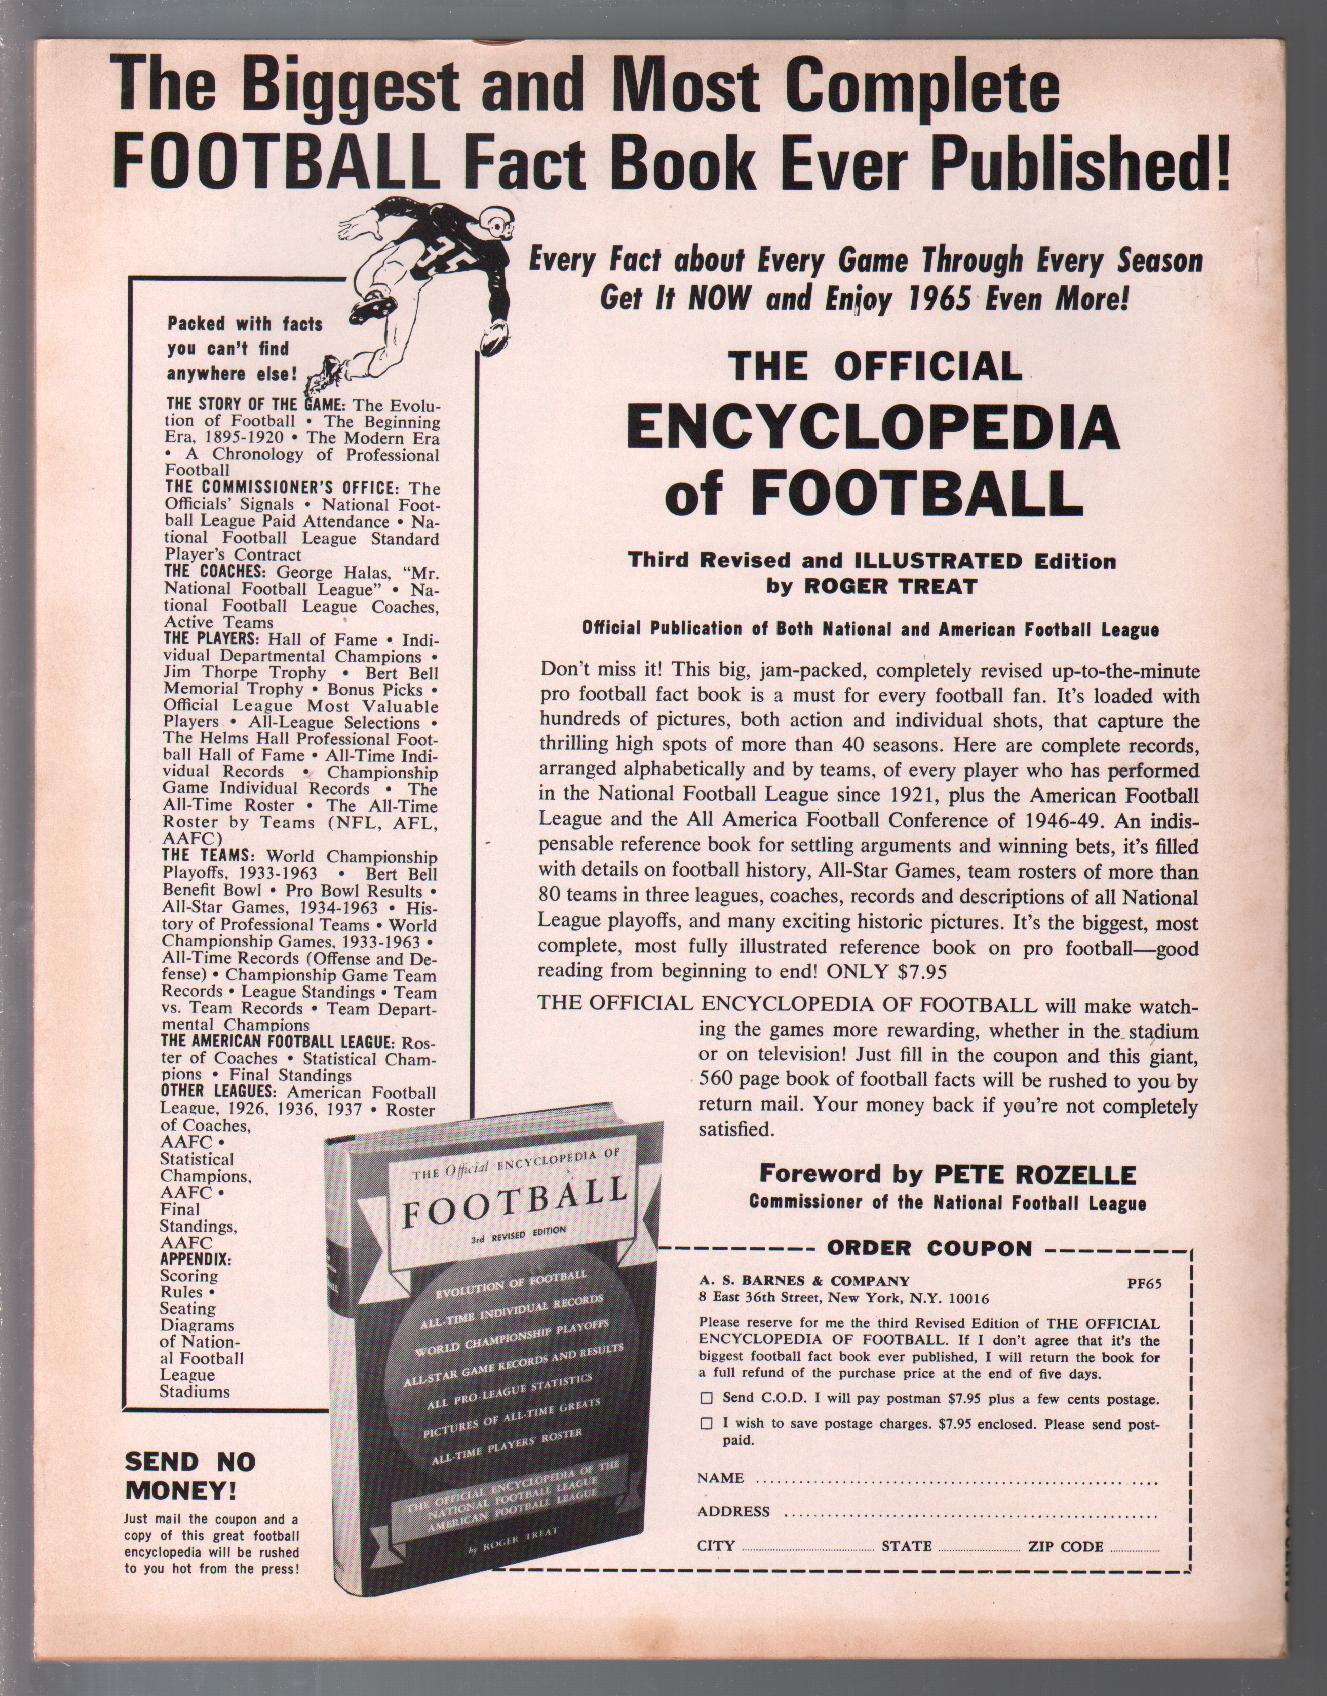 The Biggest and Most Complete
FOOTBALL Fact Book Ever Published!
35
Every Fact about Every Game Through Every Season
Get It NOW and Enjoy 1965 Even More!
Packed with facts
you can't find
anywhere else!
THE STORY OF THE GAME: The Evolu-
tion of Football • The Beginning
Era, 1895-1920 • The Modern Era
• A Chronology of Professional
Football
THE COMMISSIONER'S OFFICE: The
Officials' Signals • National Foot-
ball League Paid Attendance • Na-
tional Football League Standard
Player's Contract
THE COACHES: George Halas, "Mr.
National Football League" • Na-
tional Football League Coaches,
Active Teams
THE PLAYERS: Hall of Fame • Indi-
vidual Departmental Champions •
Jim Thorpe Trophy • Bert Bell
Memorial Trophy • Bonus Picks •
Official League Most Valuable
Players • All-League Selections •
The Helms Hall Professional Foot-
ball Hall of Fame • All-Time Indi-
vidual Records • Championship
Game Individual Records • The
All-Time Roster • The All-Time
Roster by Teams (NFL, AFL,
AAFC)
THE TEAMS: World Championship
Playoffs, 1933-1963 • Bert Bell
Benefit Bowl • Pro Bowl Results •
All-Star Games, 1934-1963 • His-
tory of Professional Teams • World
Championship Games, 1933-1963 •
All-Time Records (Offense and De-
fense) • Championship Game Team
Records • League Standings • Team
vs. Team Records • Team Depart-
mental Champions
THE AMERICAN FOOTBALL LEAGUE: Ros-
ter of Coaches • Statistical Cham-
pions • Final Standings
OTHER LEAGUES: American Football
League, 1926, 1936, 1937 • Roster
of Coaches,
AAFC •
Statistical
Champions,
AAFC •
Final
Standings,
AAFC
APPENDIX:
Scoring
Rules •
Seating
Diagrams
of Nation-
al Football
League
Stadiums
SEND NO
MONEY!
Just mail the coupon and a
copy of this great football
encyclopedia will be rushed
to you hot from the press!
THE OFFICIAL
ENCYCLOPEDIA
of FOOTBALL
Third Revised and ILLUSTRATED Edition
by ROGER TREAT
Official Publication of Both National and American Football League
Don't miss it! This big, jam-packed, completely revised up-to-the-minute
pro football fact book is a must for every football fan. It's loaded with
hundreds of pictures, both action and individual shots, that capture the
thrilling high spots of more than 40 seasons. Here are complete records,
arranged alphabetically and by teams, of every player who has performed
in the National Football League since 1921, plus the American Football
League and the All America Football Conference of 1946-49. An indis-
pensable reference book for settling arguments and winning bets, it's filled
with details on football history, All-Star Games, team rosters of more than
80 teams in three leagues, coaches, records and descriptions of all National
League playoffs, and many exciting historic pictures. It's the biggest, most
complete, most fully illustrated reference book on pro football—good
reading from beginning to end! ONLY $7.95
THE OFFICIAL ENCYCLOPEDIA OF FOOTBALL will make watch-
ing the games more rewarding, whether in the stadium
or on television! Just fill in the coupon and this giant,
560 page book of football facts will be rushed to you by
return mail. Your money back if you're not completely
satisfied.
Foreword by PETE ROZELLE
Commissioner of the National Football League
THE Official ENCYCLOPEDIA OF
FOOTBALL
3rd REVISED EDITION
EVOLUTION OF FOOTBALL
ALL-TIME INDIVIDUAL RECORDS
WORLD CHAMPIONSHIP PLAYOFFS
ALL-STAR GAME RECORDS AND RESULTS
ALL PRO-LEAGUE STATISTICS
PICTURES OF ALL-TIME GREATS
ALL-TIME PLAYERS' ROSTER
THE OFFICIAL ENCYCLOPEDIA OF THE
NATIONAL FOOTBALL LEAGUE
AMERICAN FOOTBALL LEAGUE
by ROGER TREAT
ORDER COUPON
A. S. BARNES & COMPANY PF65
8 East 36th Street, New York, N.Y. 10016
Please reserve for me the third Revised Edition of THE OFFICIAL
ENCYCLOPEDIA OF FOOTBALL. If I don't agree that it's the
biggest football fact book ever published, I will return the book for
a full refund of the purchase price at the end of five days.
☐ Send C.O.D. I will pay postman $7.95 plus a few cents postage.
☐ I wish to save postage charges. $7.95 enclosed. Please send post-
paid.
NAME
ADDRESS
CITY STATE ZIP CODE